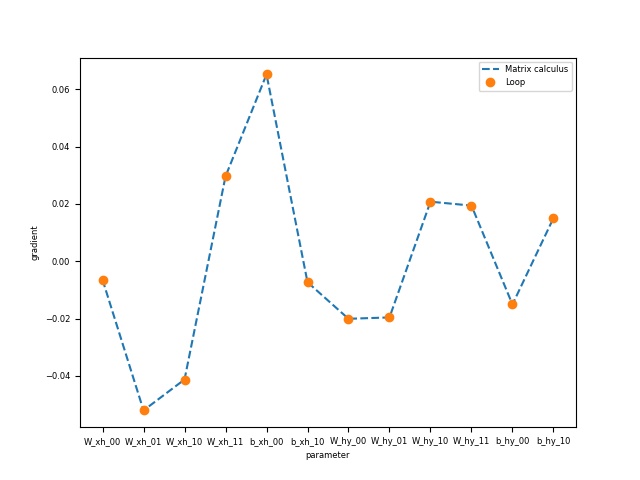 Matrix calculus
Loop
0.06
0.04
0.02
0.00
−0.02
−0.04
gradient
W_xh_00 W_xh_01 W_xh_10 W_xh_11 b_xh_00 b_xh_10 W_hy_00 W_hy_01 W_hy_10 W_hy_11 b_hy_00 b_hy_10
parameter